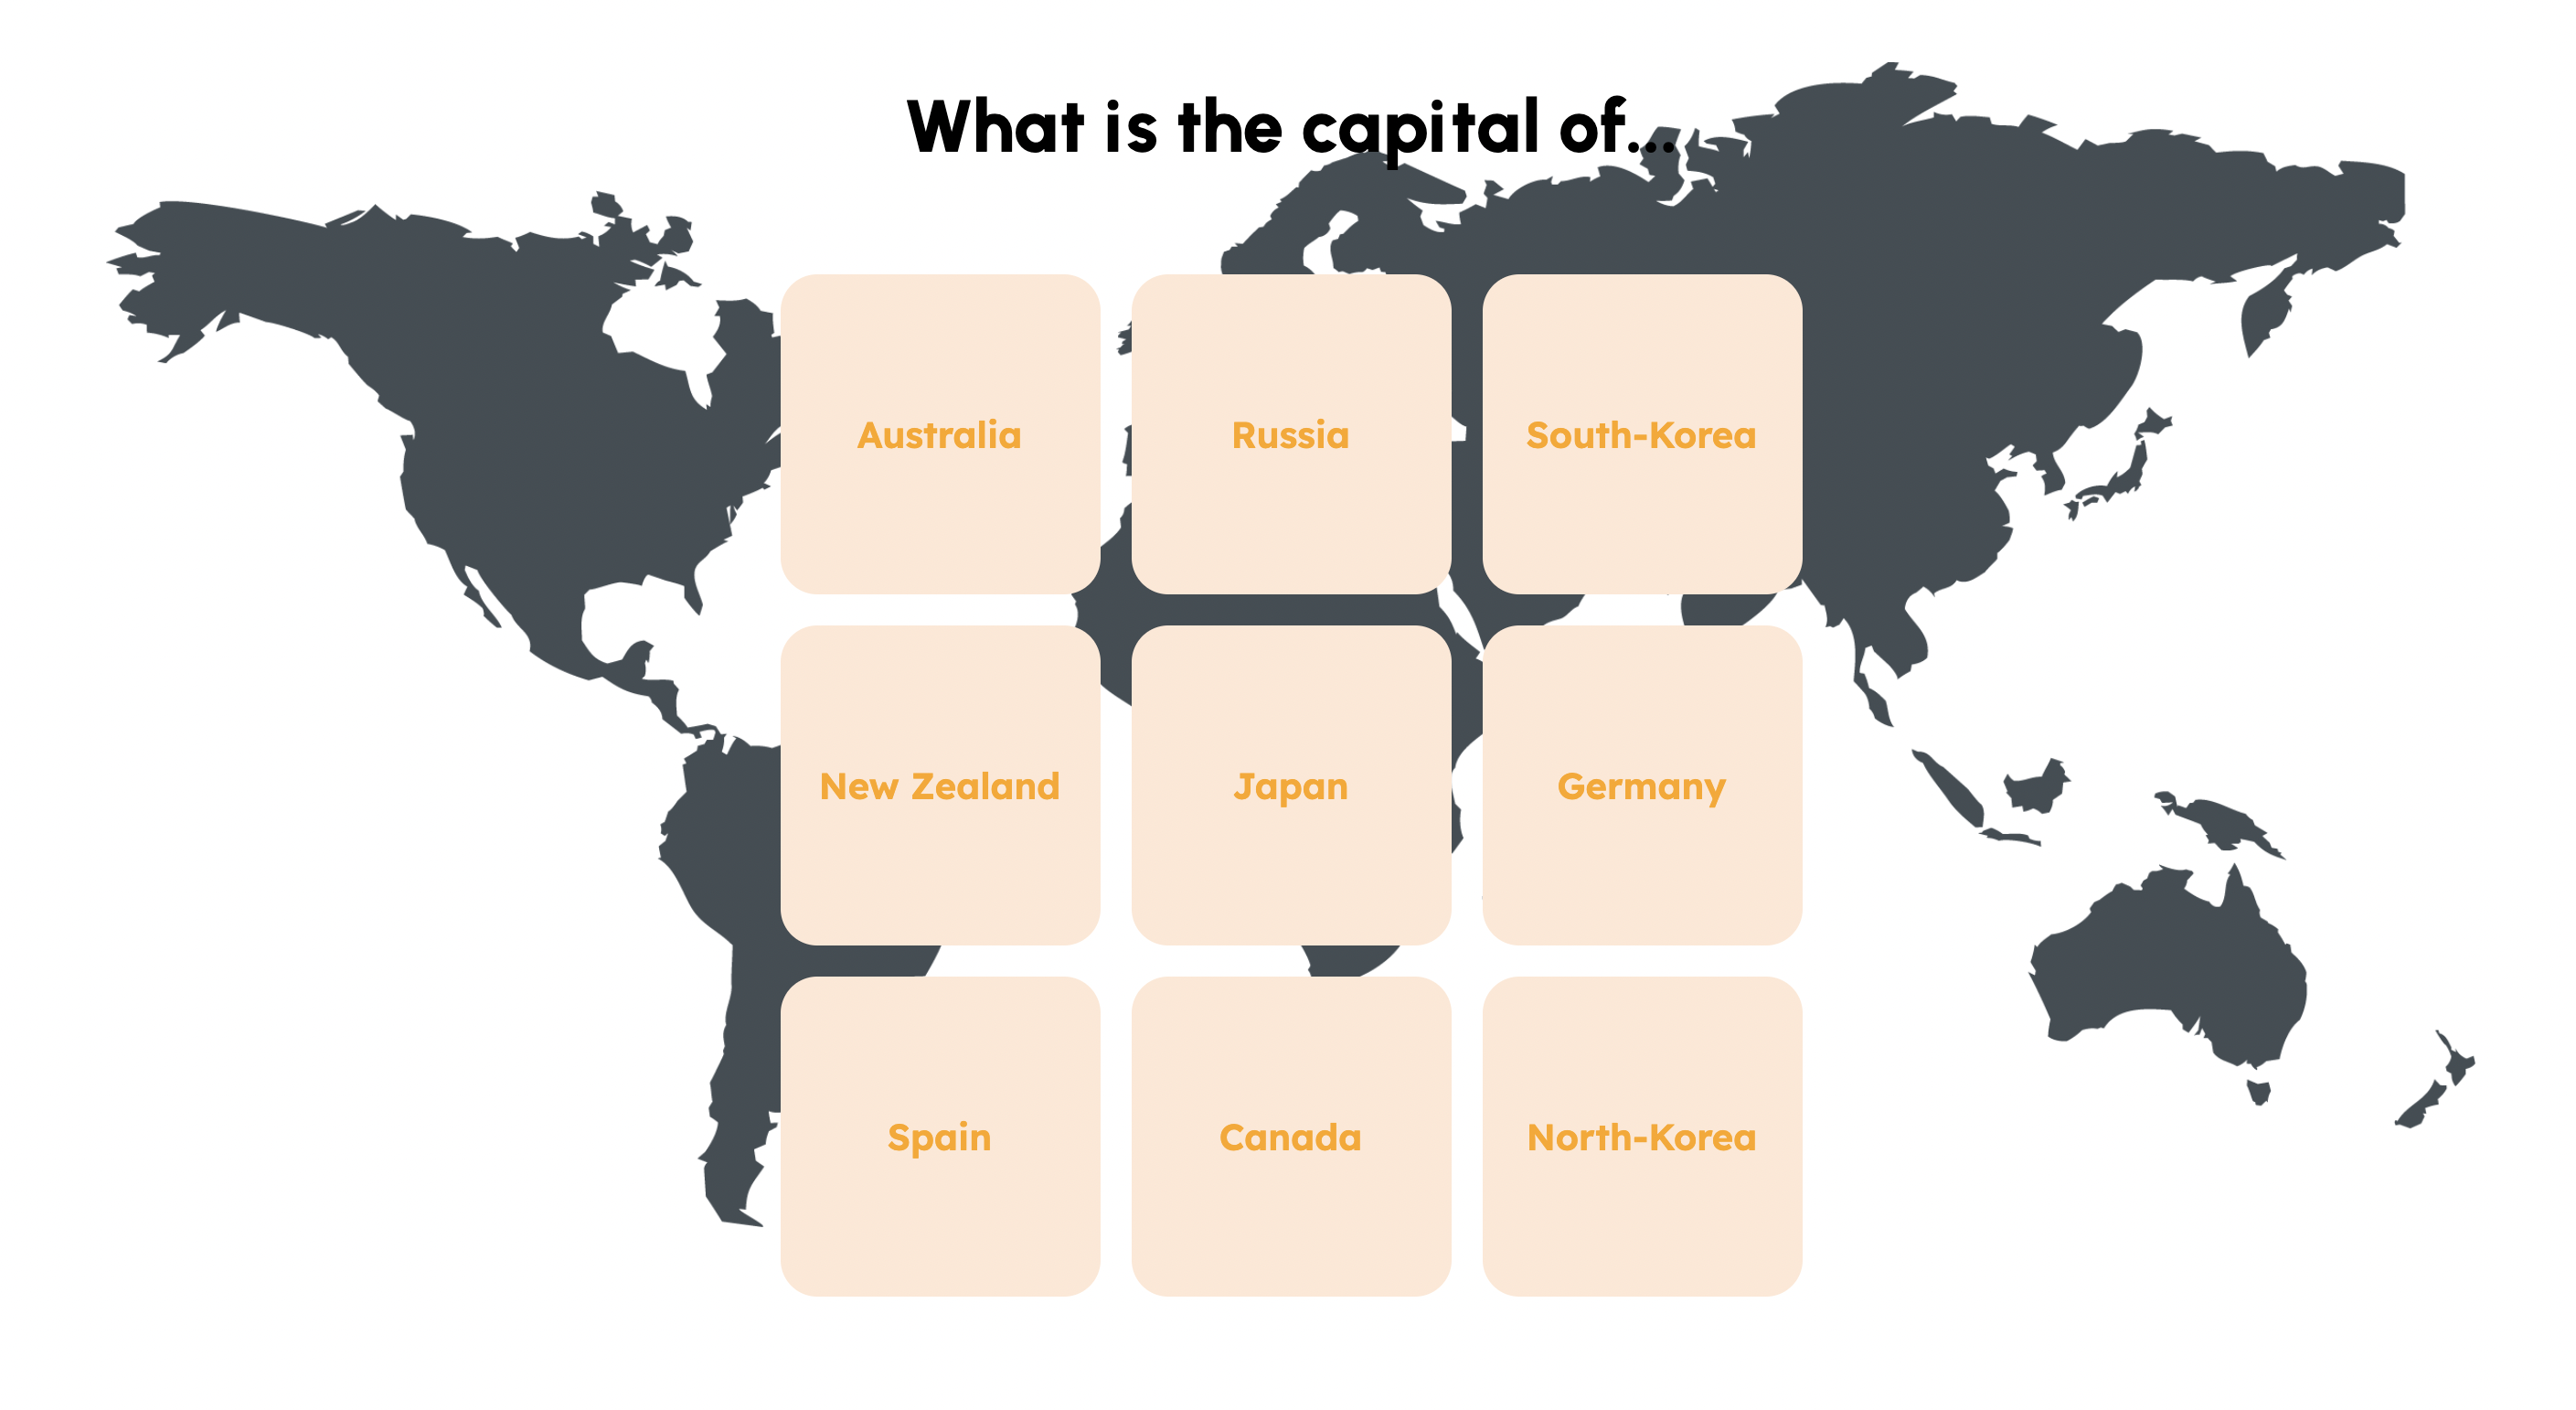 What is the capital of...
Australia
Russia
South-Korea
New Zealand
Japan
Germany
Spain
Canada
North-Korea